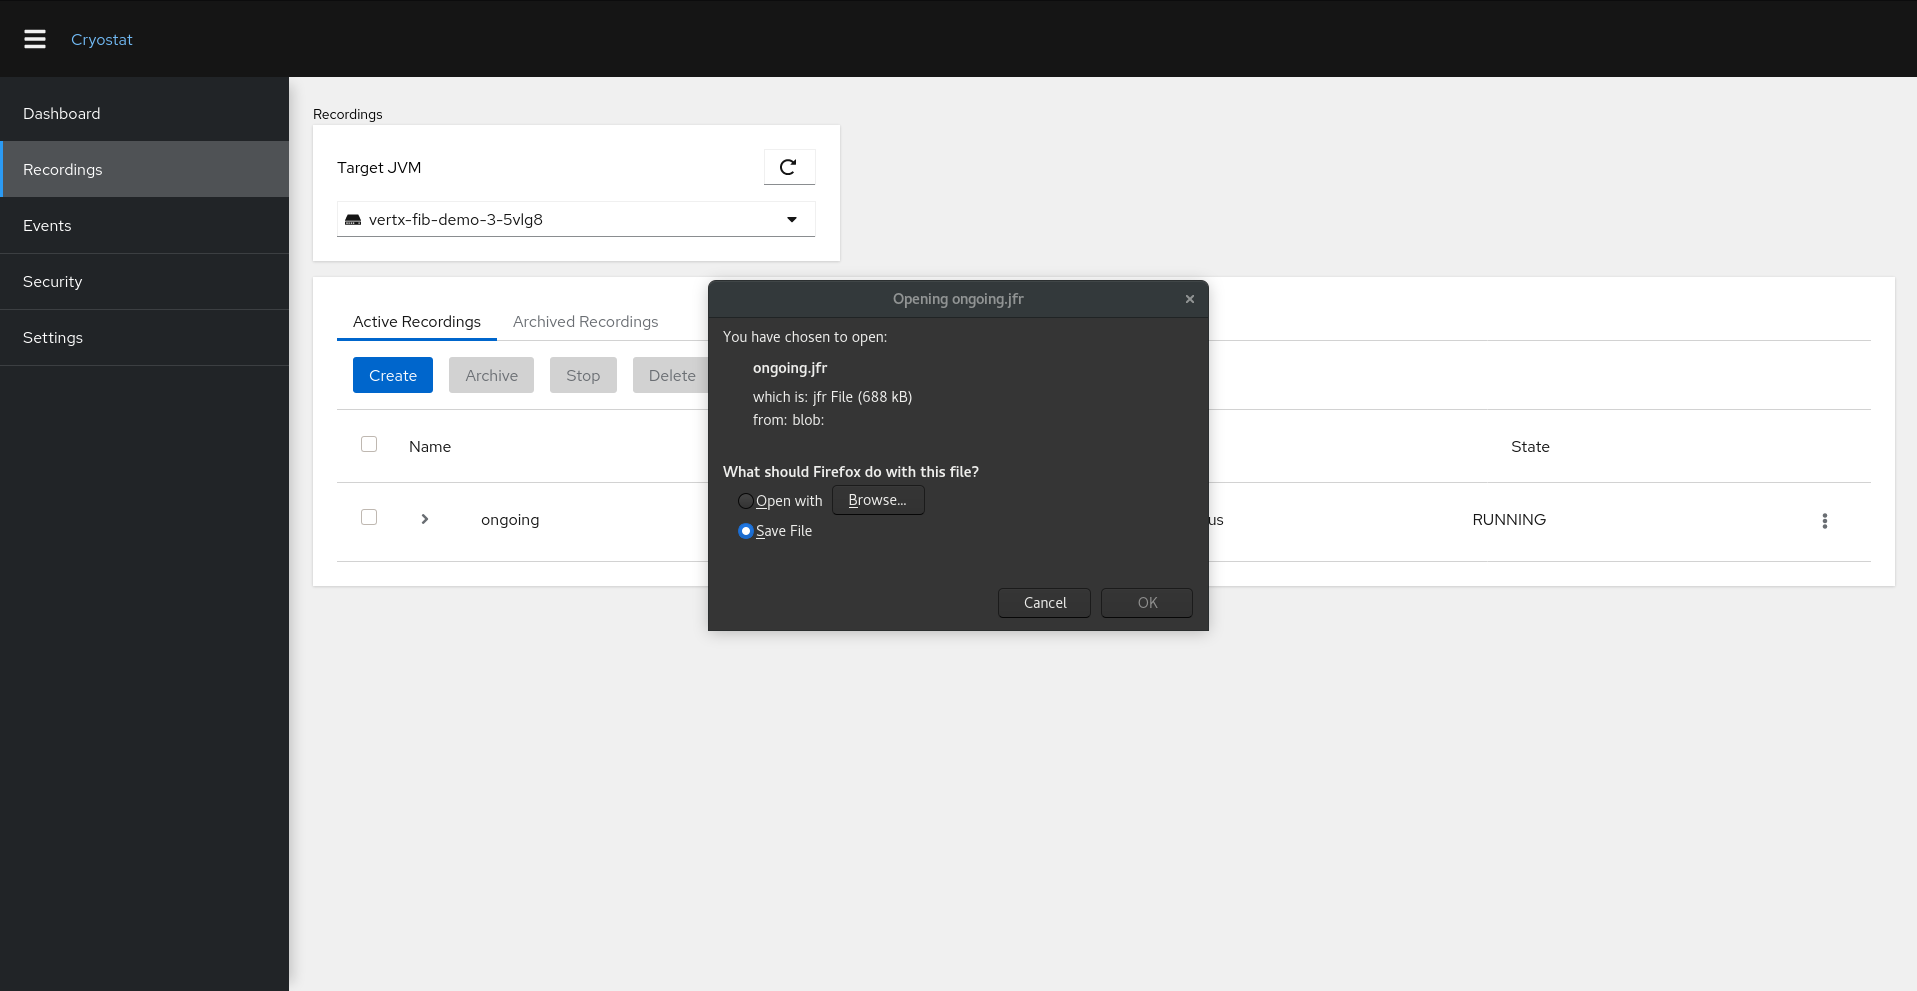 Cryostat
Dashboard
Recordings
Events
Security
Settings
Recordings
Target JVM
vertx-fib-demo-3-5vlg8
Active Recordings
Archived Recordings
Create
Archive
Stop
Delete
Name
State
ongoing
us
RUNNING
Opening ongoing.jfr
You have chosen to open:
ongoing.jfr
which is: jfr File (688 kB)
from: blob:
What should Firefox do with this file?
Open with
Browse...
Save File
Cancel
OK